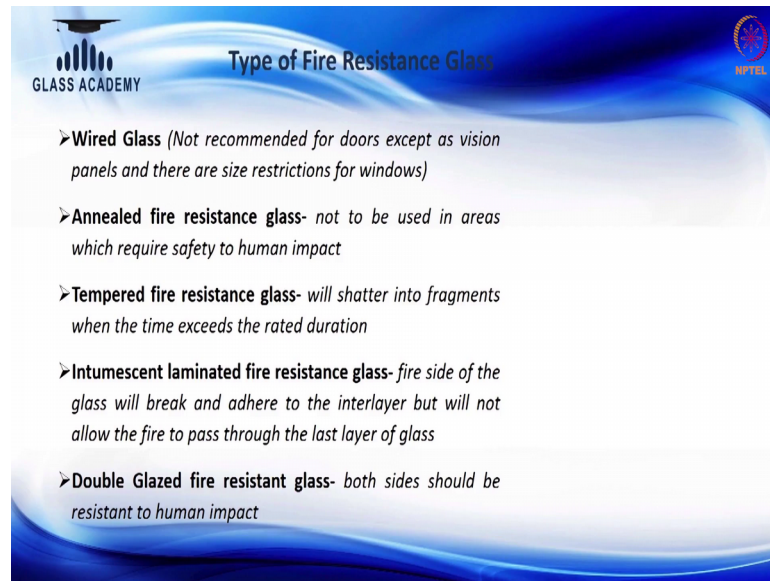 Type of Fire Resistance Glass
GLASS ACADEMY
NPTEL
➢Wired Glass (Not recommended for doors except as vision
panels and there are size restrictions for windows)
➢Annealed fire resistance glass- not to be used in areas
which require safety to human impact
➢Tempered fire resistance glass- will shatter into fragments
when the time exceeds the rated duration
➢Intumescent laminated fire resistance glass- fire side of the
glass will break and adhere to the interlayer but will not
allow the fire to pass through the last layer of glass
➢Double Glazed fire resistant glass- both sides should be
resistant to human impact